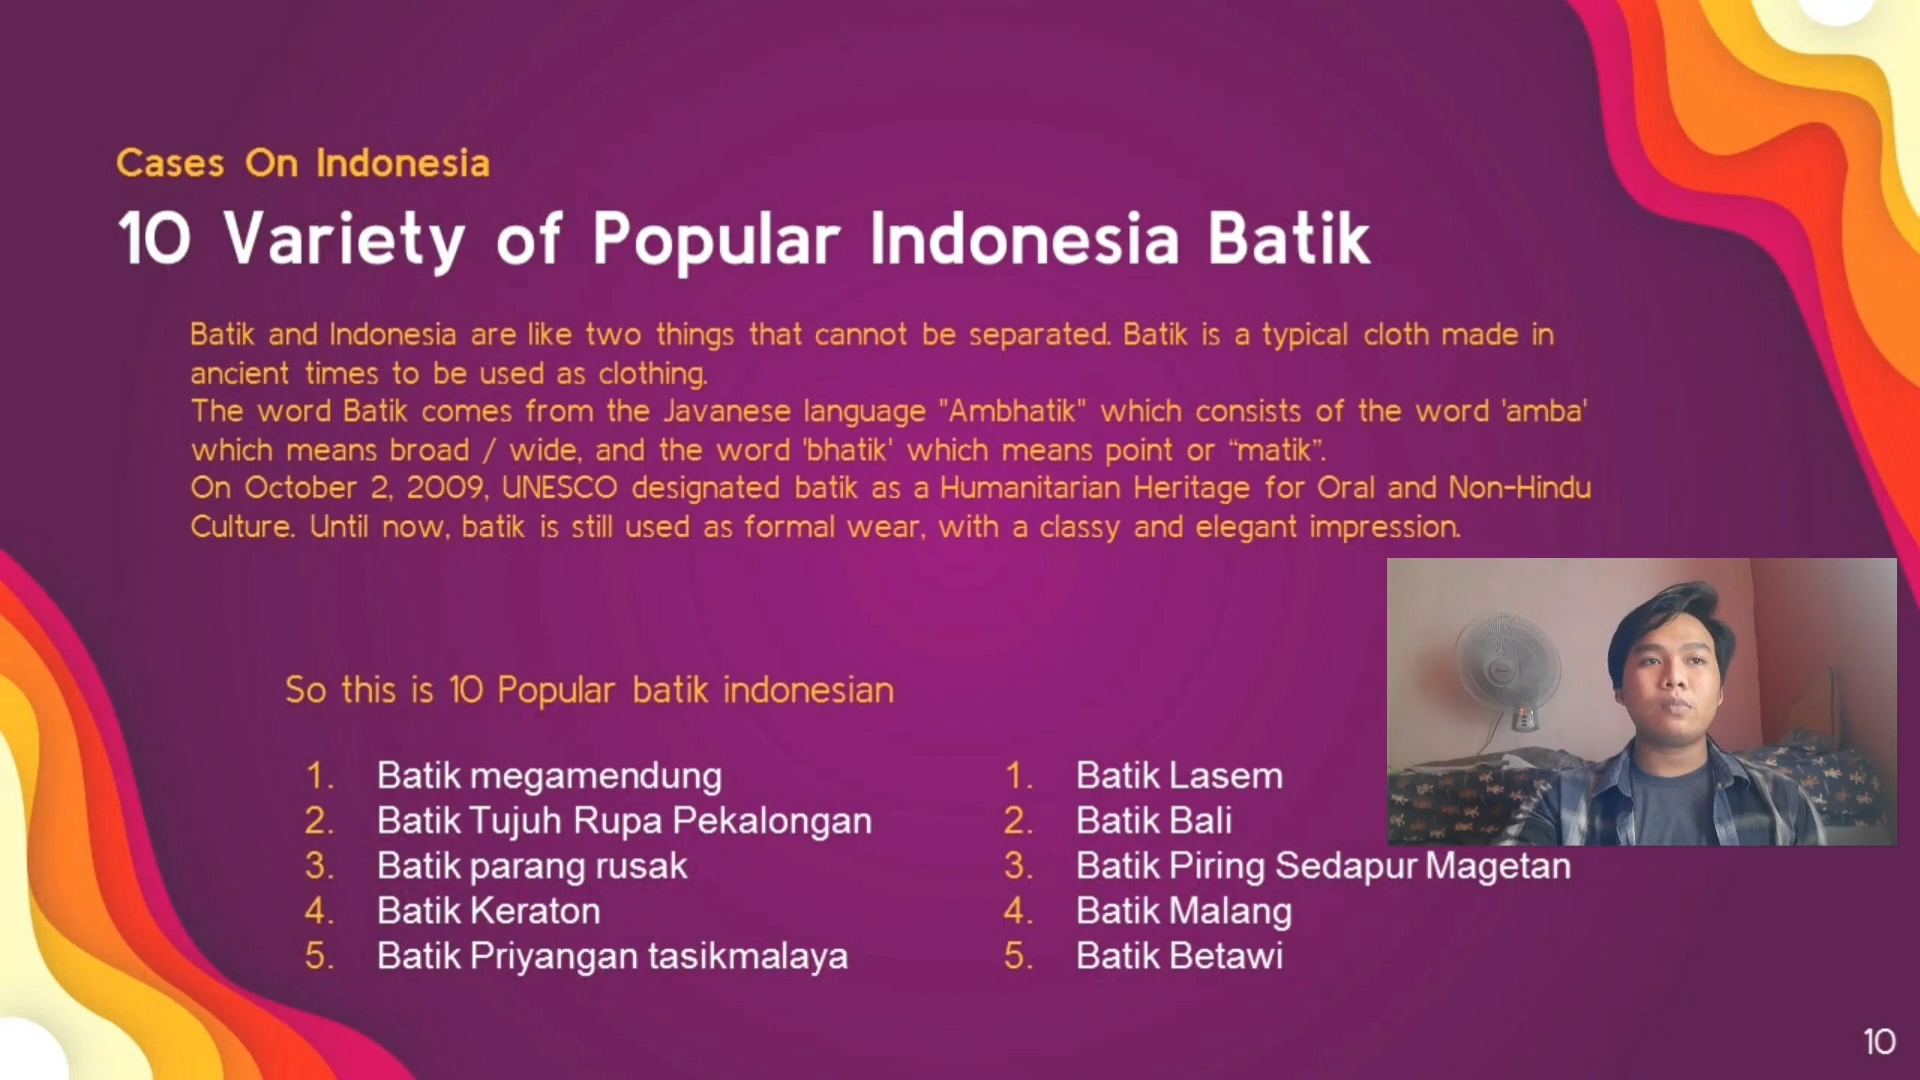 Cases On Indonesia
10 Variety of Popular Indonesia Batik
Batik and Indonesia are like two things that cannot be separated. Batik is a typical cloth made in
ancient times to be used as clothing.
The word Batik comes from the Javanese language "Ambhatik" which consists of the word 'amba'
which means broad / wide, and the word 'bhatik' which means point or “matik”.
On October 2, 2009, UNESCO designated batik as a Humanitarian Heritage for Oral and Non-Hindu
Culture. Until now, batik is still used as formal wear, with a classy and elegant impression.
So this is 10 Popular batik indonesian
1. Batik megamendung
2. Batik Tujuh Rupa Pekalongan
3. Batik parang rusak
4. Batik Keraton
5. Batik Priyangan tasikmalaya
1. Batik Lasem
2. Batik Bali
3. Batik Piring Sedapur Magetan
4. Batik Malang
5. Batik Betawi
10